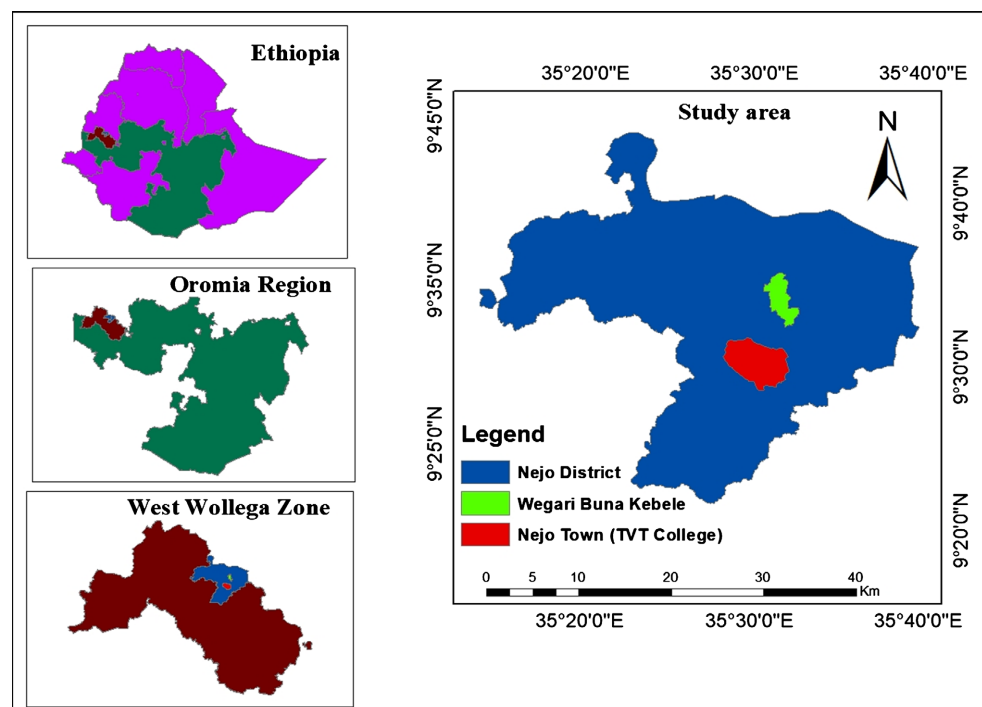 Ethiopia
Oromia Region
West Wollega Zone
35°20'0"E 35°30'0"E 35°40'0"E
Study area
N
9°45'0"N
9°35'0"N
9°25'0"N
9°40'0"N
9°30'0"N
9°20'0"N
Legend
Nejo District
Wegari Buna Kebele
Nejo Town (TVT College)
0 5 10 20 30 40
Km
35°20'0"E 35°30'0"E 35°40'0"E